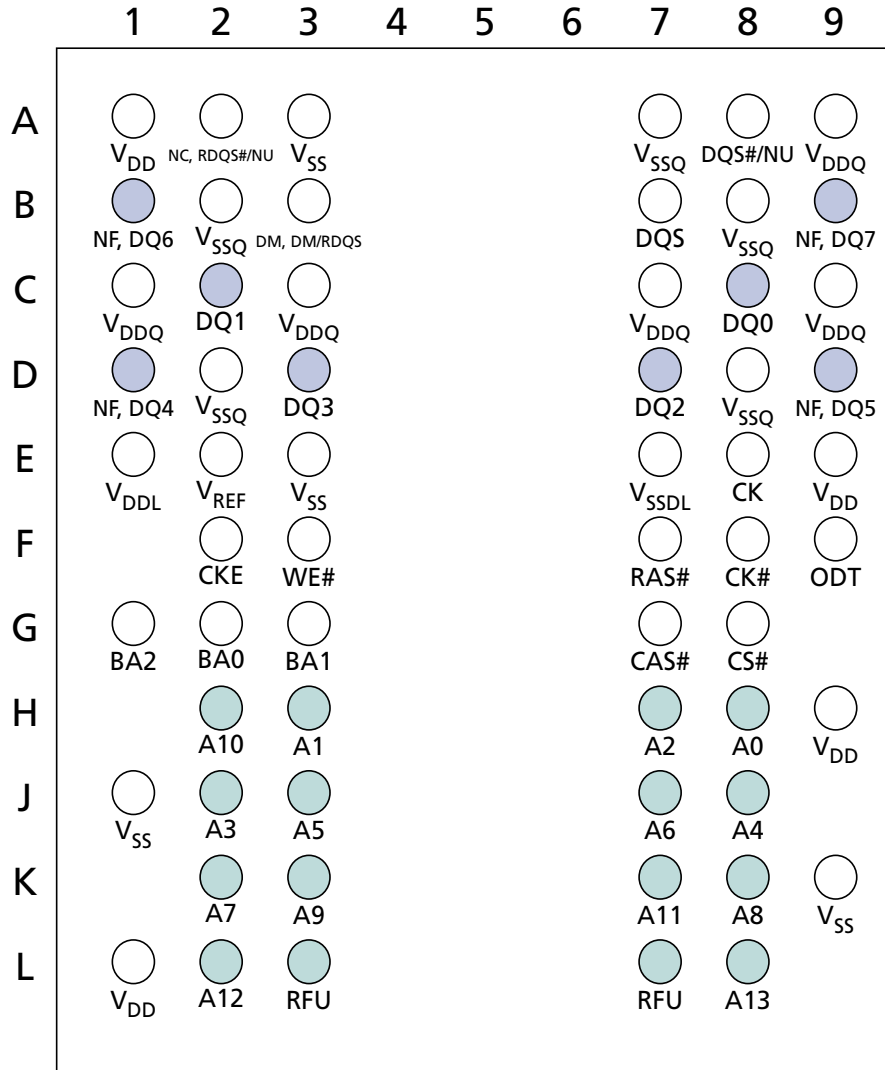 1 2 3 4 5 6 7 8 9
A
VDD NC, RDQS#/NU VSS VSSQ DQS#/NU VDDQ
B
NF, DQ6 VSSQ DM, DM/RDQS DQS VSSQ NF, DQ7
C
VDDQ DQ1 VDDQ VDDQ DQ0 VDDQ
D
NF, DQ4 VSSQ DQ3 DQ2 VSSQ NF, DQ5
E
VDDL VREF VSS VSSDL CK VDD
F
CKE WE# RAS# CK# ODT
G
BA2 BA0 BA1 CAS# CS#
H
A10 A1 A2 A0 VDD
J
VSS A3 A5 A6 A4
K
A7 A9 A11 A8 VSS
L
VDD A12 RFU RFU A13